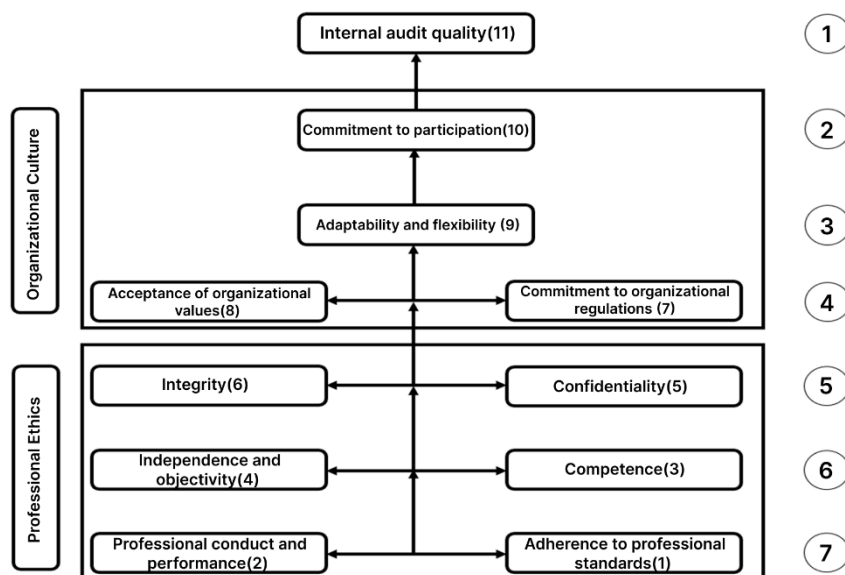 Internal audit quality(11)
1
Organizational Culture
Commitment to participation(10)
2
Adaptability and flexibility (9)
3
Acceptance of organizational
values(8)
Commitment to organizational
regulations (7)
4
Professional Ethics
Integrity(6)
Confidentiality(5)
5
Independence and
objectivity(4)
Competence(3)
6
Professional conduct and
performance(2)
Adherence to professional
standards(1)
7